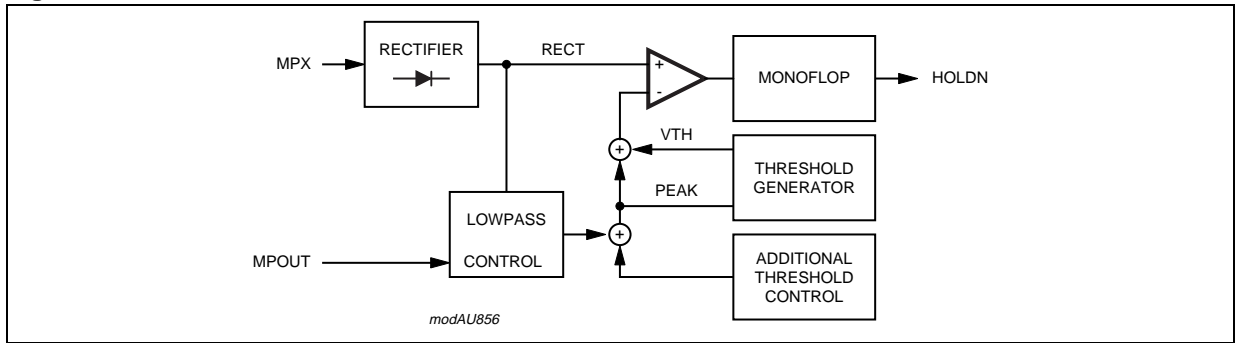 RECTIFIER
RECT
MPX
+
-
MONOFLOP
HOLDN
VTH
+
THRESHOLD
GENERATOR
PEAK
LOWPASS
CONTROL
+
MPOUT
ADDITIONAL
THRESHOLD
CONTROL
modAU856